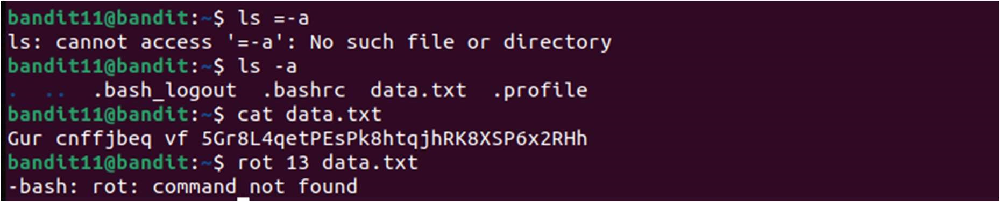 bandit11@bandit:~$ ls =-a
ls: cannot access '=-a': No such file or directory
bandit11@bandit:~$ ls -a
.  ..  .bash_logout  .bashrc  data.txt  .profile
bandit11@bandit:~$ cat data.txt
Gur cnffjbeq vf 5Gr8L4qetPEsPk8htqjhRK8XSP6x2RHh
bandit11@bandit:~$ rot 13 data.txt
-bash: rot: command not found